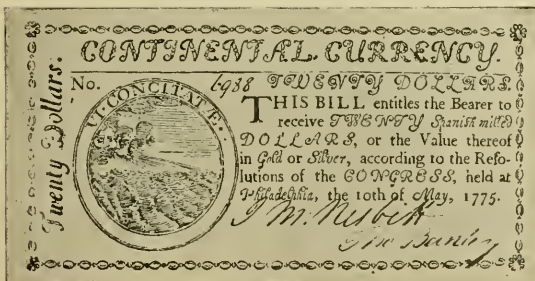 CONTINENTAL CURRENCY.
Twenty Dollars.
No. 6988 TWENTY DOLLARS.
VI CONCITATÆ.
THIS BILL entitles the Bearer to
receive TWENTY Spanish milled
DOLLARS, or the Value thereof
in Gold or Silver, according to the Reſo-
lutions of the CONGRESS, held at
Philadelphia, the 10th of May, 1775.
J M. Nesbitt